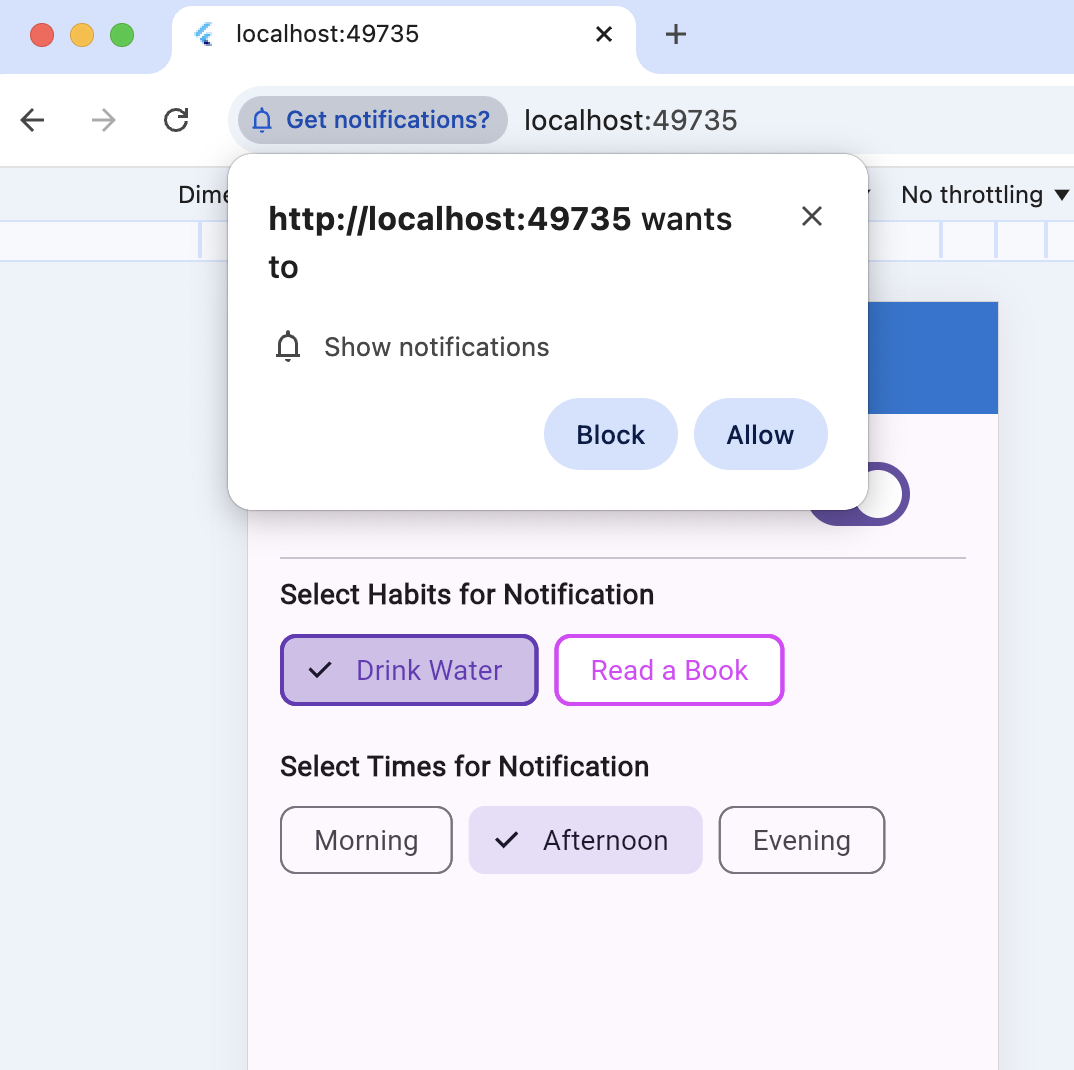 localhost:49735
Get notifications? localhost:49735
No throttling
http://localhost:49735 wants
to
Show notifications
Block Allow
Select Habits for Notification
Drink Water Read a Book
Select Times for Notification
Morning Afternoon Evening